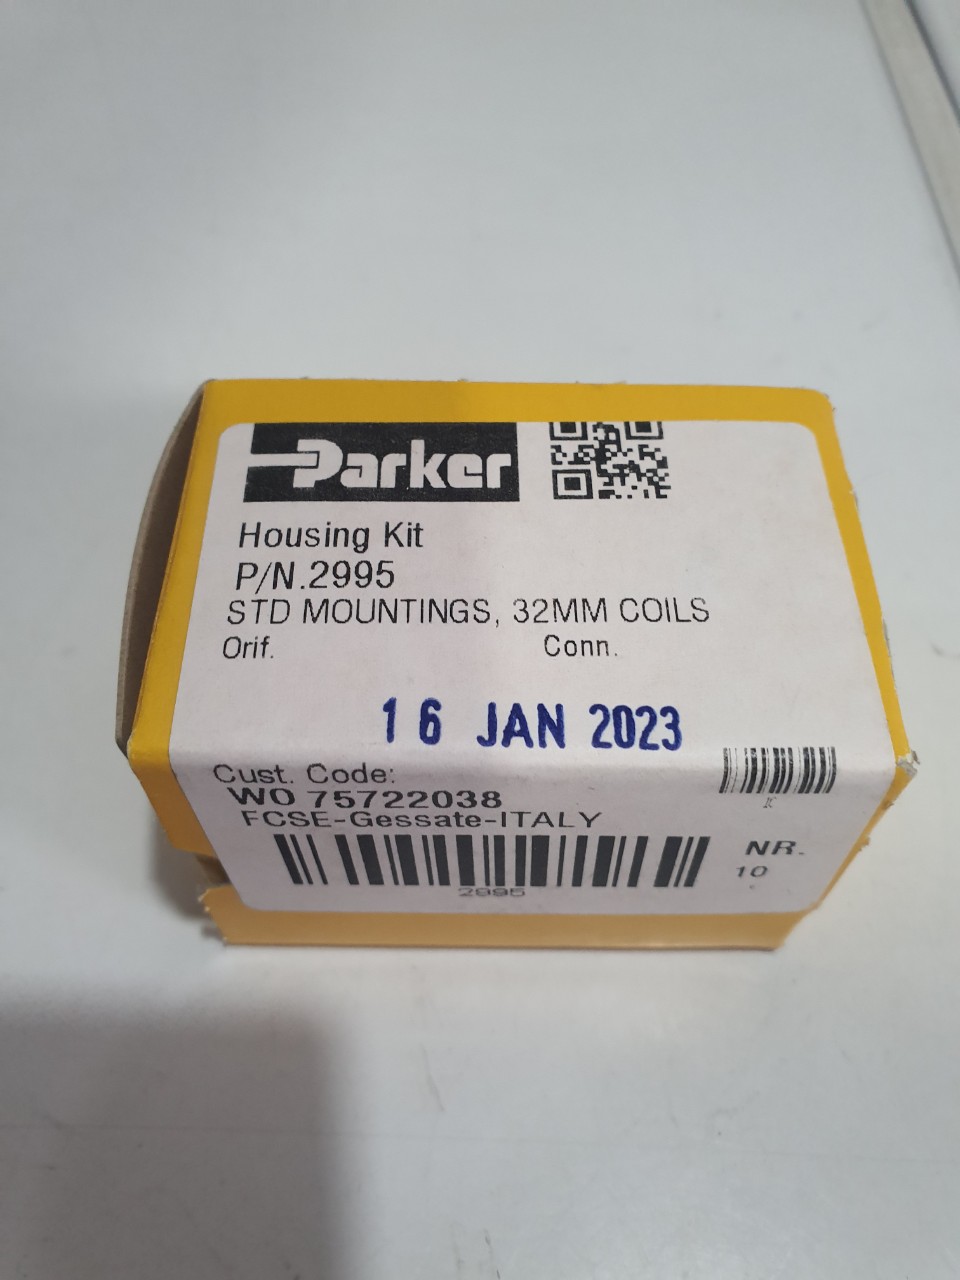 Parker
Housing Kit
P/N.2995
STD MOUNTINGS, 32MM COILS
Orif. Conn.
16 JAN 2023
Cust. Code:
WO 75722038
FCSE-Gessate-ITALY
NR.
10
2995